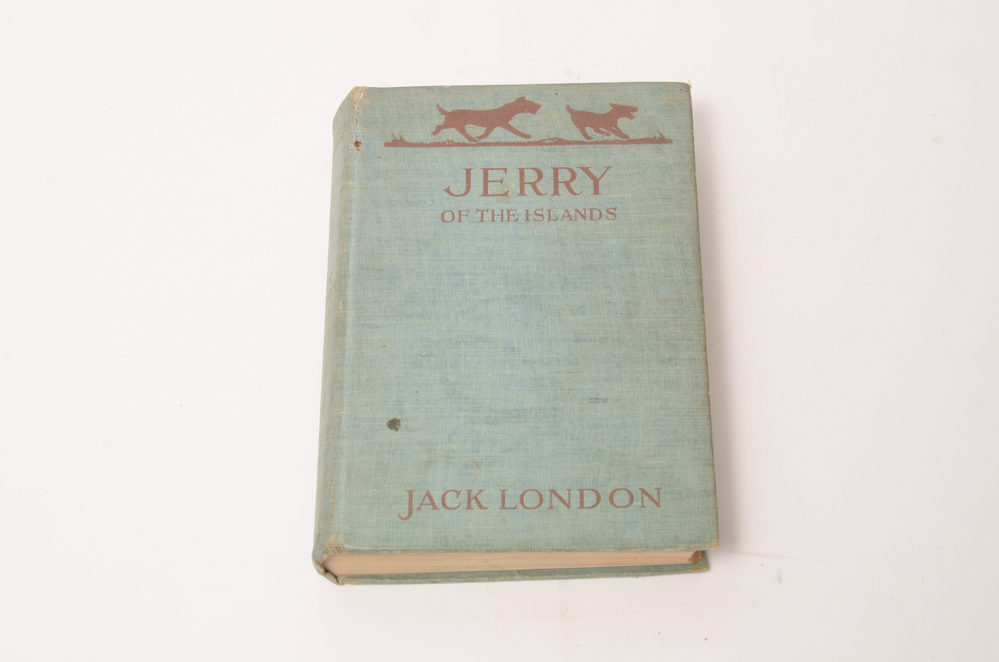 JERRY
OF THE ISLANDS
JACK LONDON